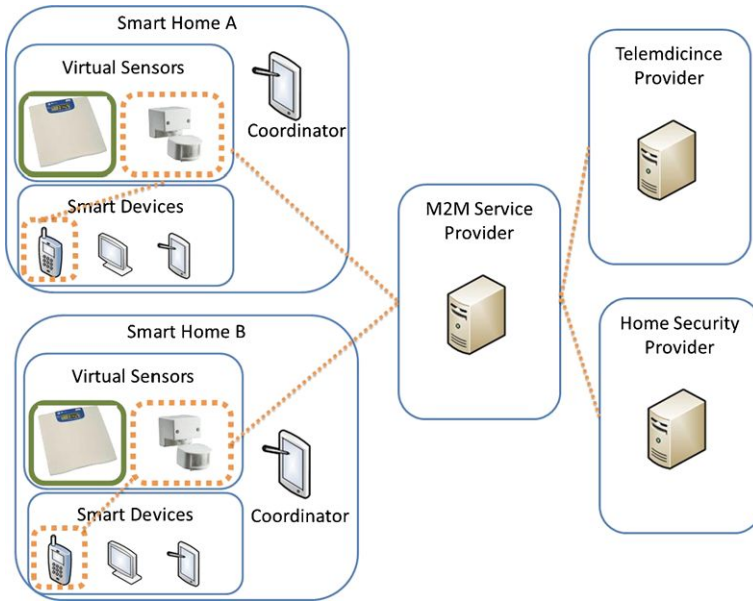 Smart Home A
Virtual Sensors
Coordinator
Smart Devices
Smart Home B
Virtual Sensors
Coordinator
Smart Devices
M2M Service
Provider
Telemdicince
Provider
Home Security
Provider